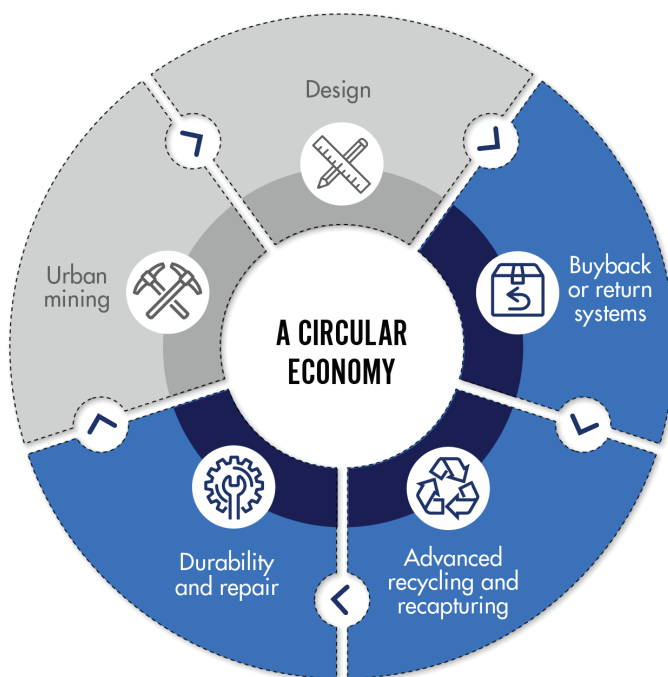 Design
Buyback
or return
systems
Urban
mining
A CIRCULAR
ECONOMY
Durability
and repair
Advanced
recycling and
recapturing